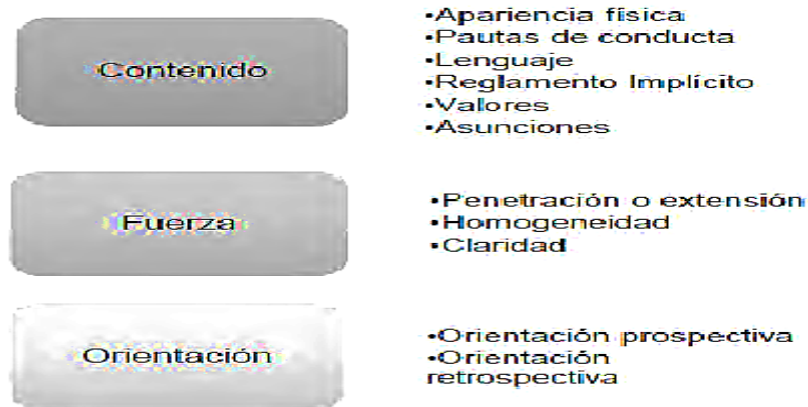 Contenido
•Apariencia física
•Pautas de conducta
•Lenguaje
•Reglamento Implícito
•Valores
•Asunciones
Fuerza
•Penetración o extensión
•Homogeneidad
•Claridad
Orientación
•Orientación prospectiva
•Orientación
retrospectiva